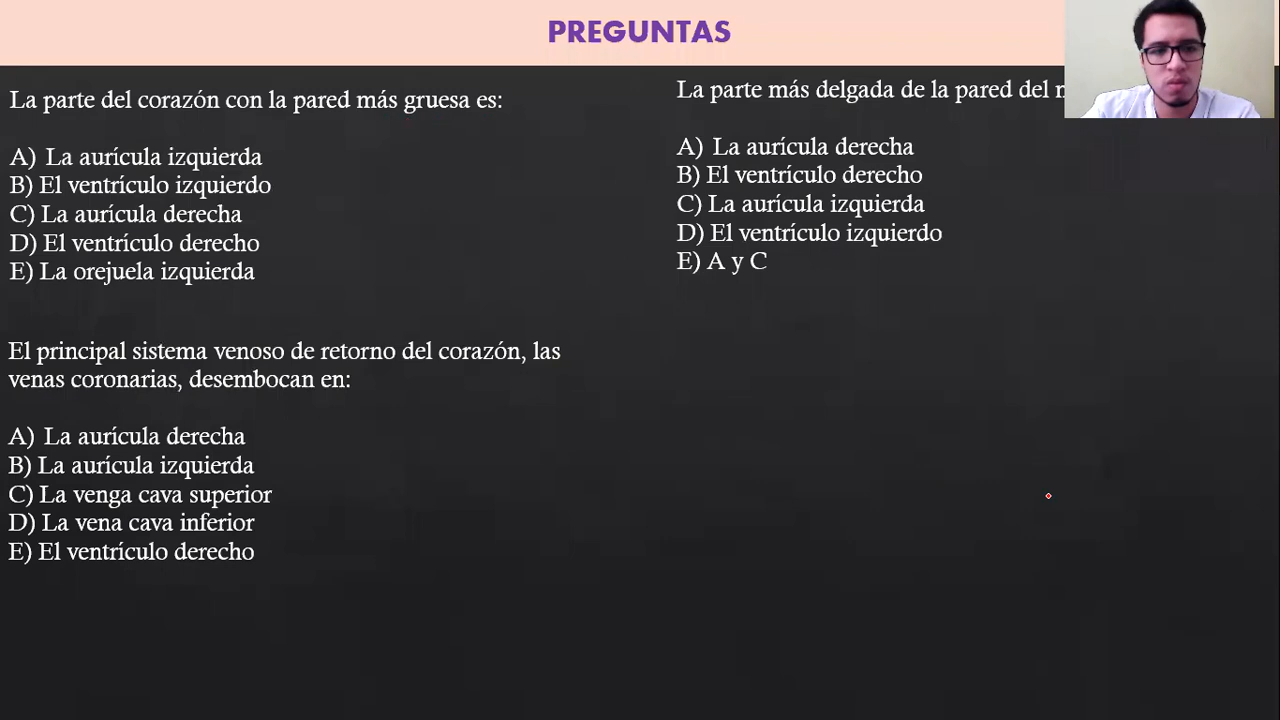 PREGUNTAS
La parte del corazón con la pared más gruesa es:
A) La aurícula izquierda
B) El ventrículo izquierdo
C) La aurícula derecha
D) El ventrículo derecho
E) La orejuela izquierda
El principal sistema venoso de retorno del corazón, las
venas coronarias, desembocan en:
A) La aurícula derecha
B) La aurícula izquierda
C) La venga cava superior
D) La vena cava inferior
E) El ventrículo derecho
La parte más delgada de la pared del
A) La aurícula derecha
B) El ventrículo derecho
C) La aurícula izquierda
D) El ventrículo izquierdo
E) A y C